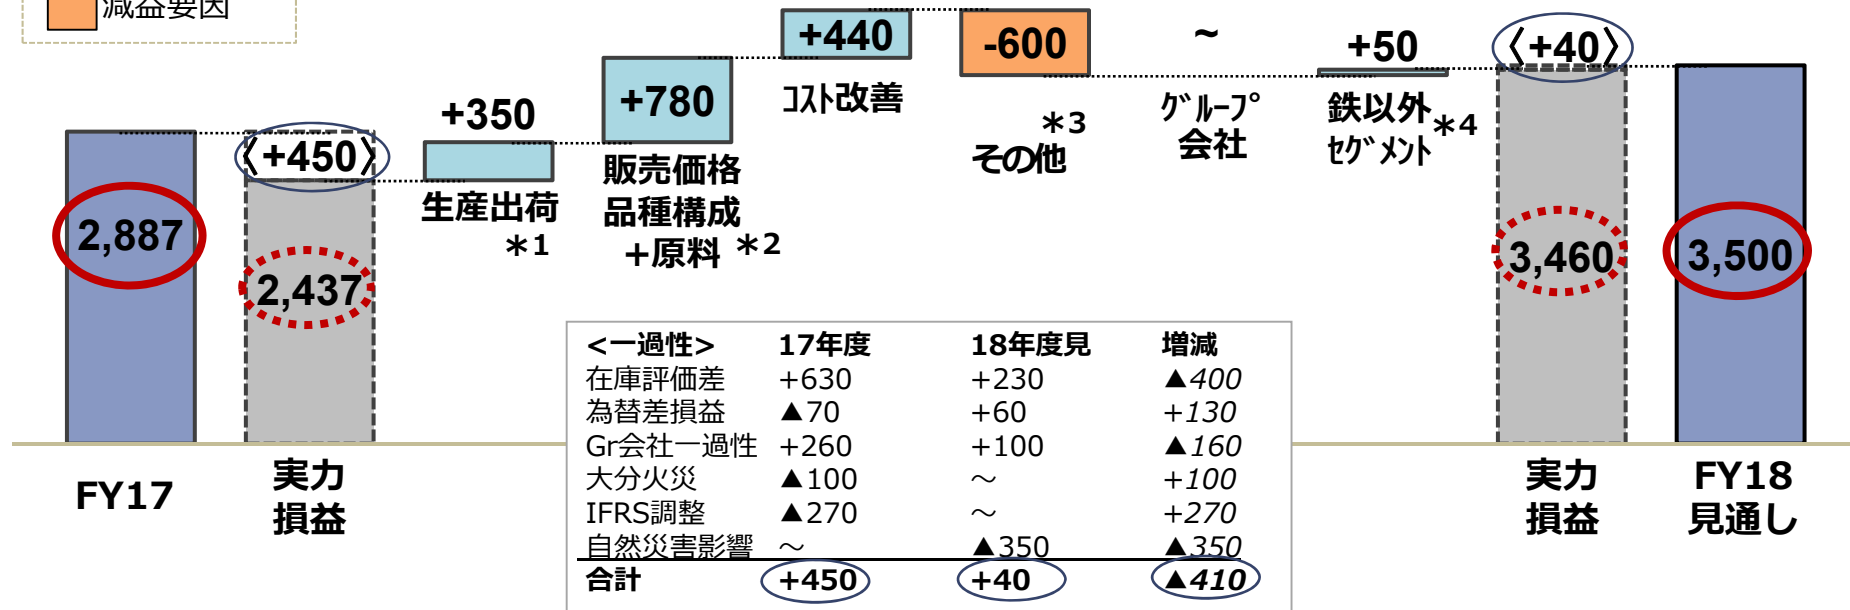 減益要因
+440
-600
~
+50
〈+40〉
+780
+350
〈+450〉
ｺｽﾄ改善
*3
その他
ｸﾞﾙｰﾌﾟ
会社
鉄以外
ｾｸﾞﾒﾝﾄ *4
生産出荷
*1
販売価格
品種構成
+原料 *2
2,887
2,437
3,460
3,500
<一過性> 17年度 18年度見 増減
在庫評価差 +630 +230 ▲400
為替差損益 ▲70 +60 +130
Gr会社一過性 +260 +100 ▲160
大分火災 ▲100 ～ +100
IFRS調整 ▲270 ～ +270
自然災害影響 ～ ▲350 ▲350
合計 +450 +40 ▲410
FY17
実力
損益
実力
損益
FY18
見通し